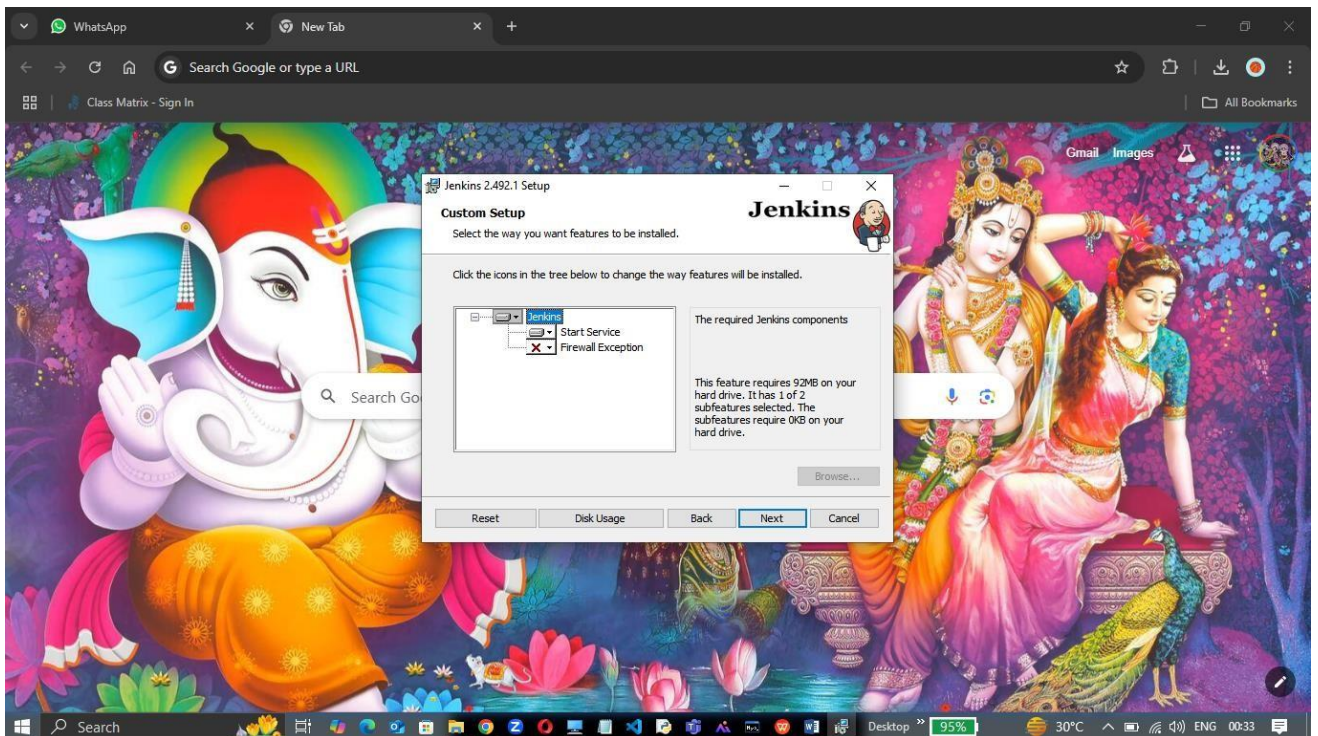 WhatsApp
New Tab
Search Google or type a URL
Class Matrix - Sign In
All Bookmarks
Gmail Images
Jenkins 2.492.1 Setup
Custom Setup
Jenkins
Select the way you want features to be installed.
Click the icons in the tree below to change the way features will be installed.
Jenkins
Start Service
Firewall Exception
The required Jenkins components
This feature requires 92MB on your
hard drive. It has 1 of 2
subfeatures selected. The
subfeatures require 0KB on your
hard drive.
Search Go
Browse...
Reset Disk Usage Back Next Cancel
Search Desktop 95% 30°C ENG 00:33